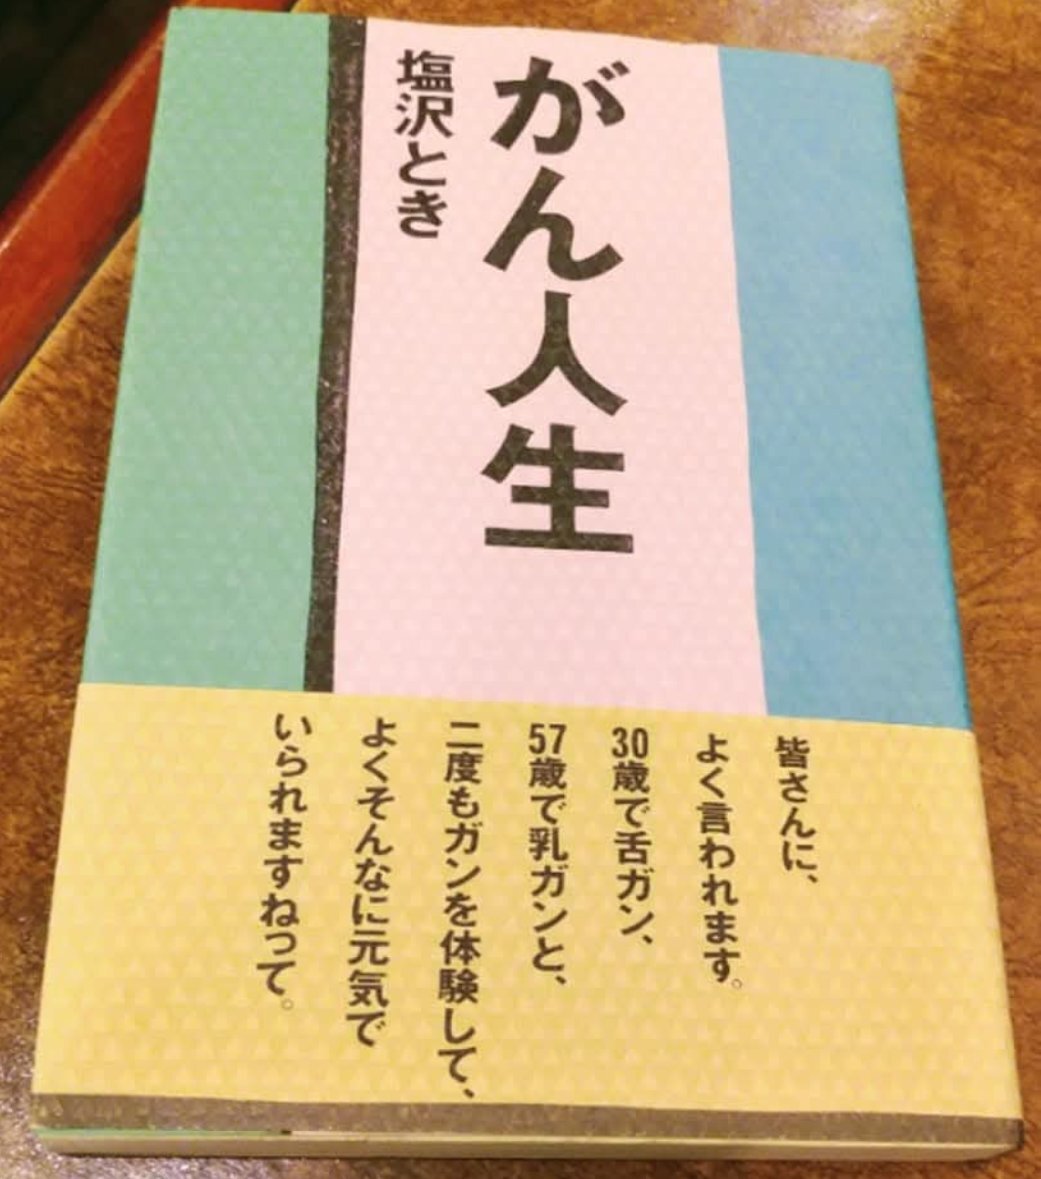 がん人生
塩沢とき
皆さんに、
よく言われます。
30歳で舌ガン、
57歳で乳ガンと、
二度もガンを体験して、
よくそんなに元気で
いられますねって。